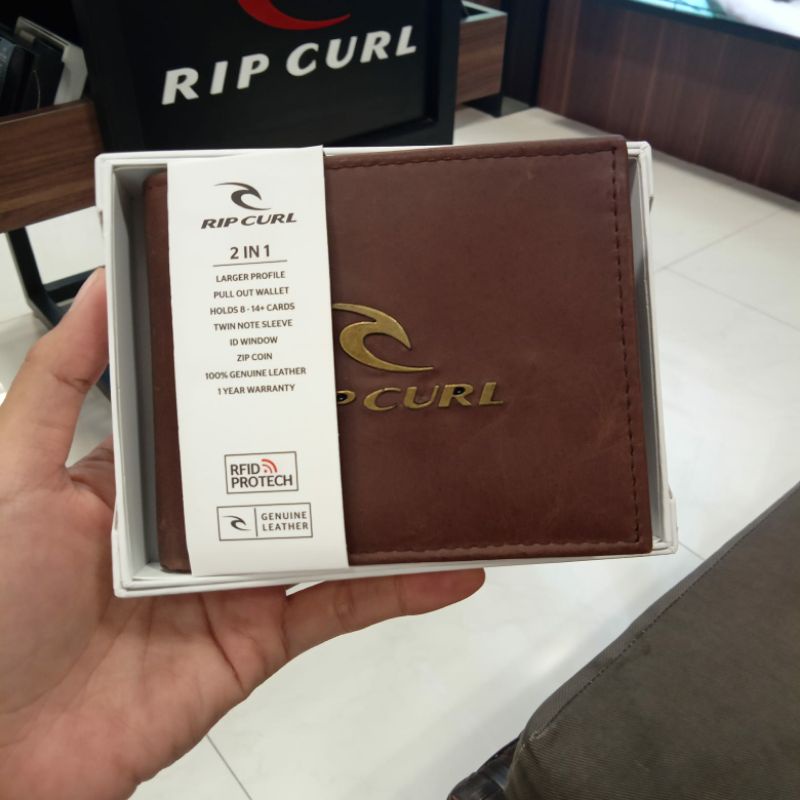 RIP CURL
RIP CURL
2 IN 1
LARGER PROFILE
PULL OUT WALLET
HOLDS 8 - 14+ CARDS
TWIN NOTE SLEEVE
ID WINDOW
ZIP COIN
100% GENUINE LEATHER
1 YEAR WARRANTY
RFID
PROTECH
GENUINE
LEATHER
P CURL